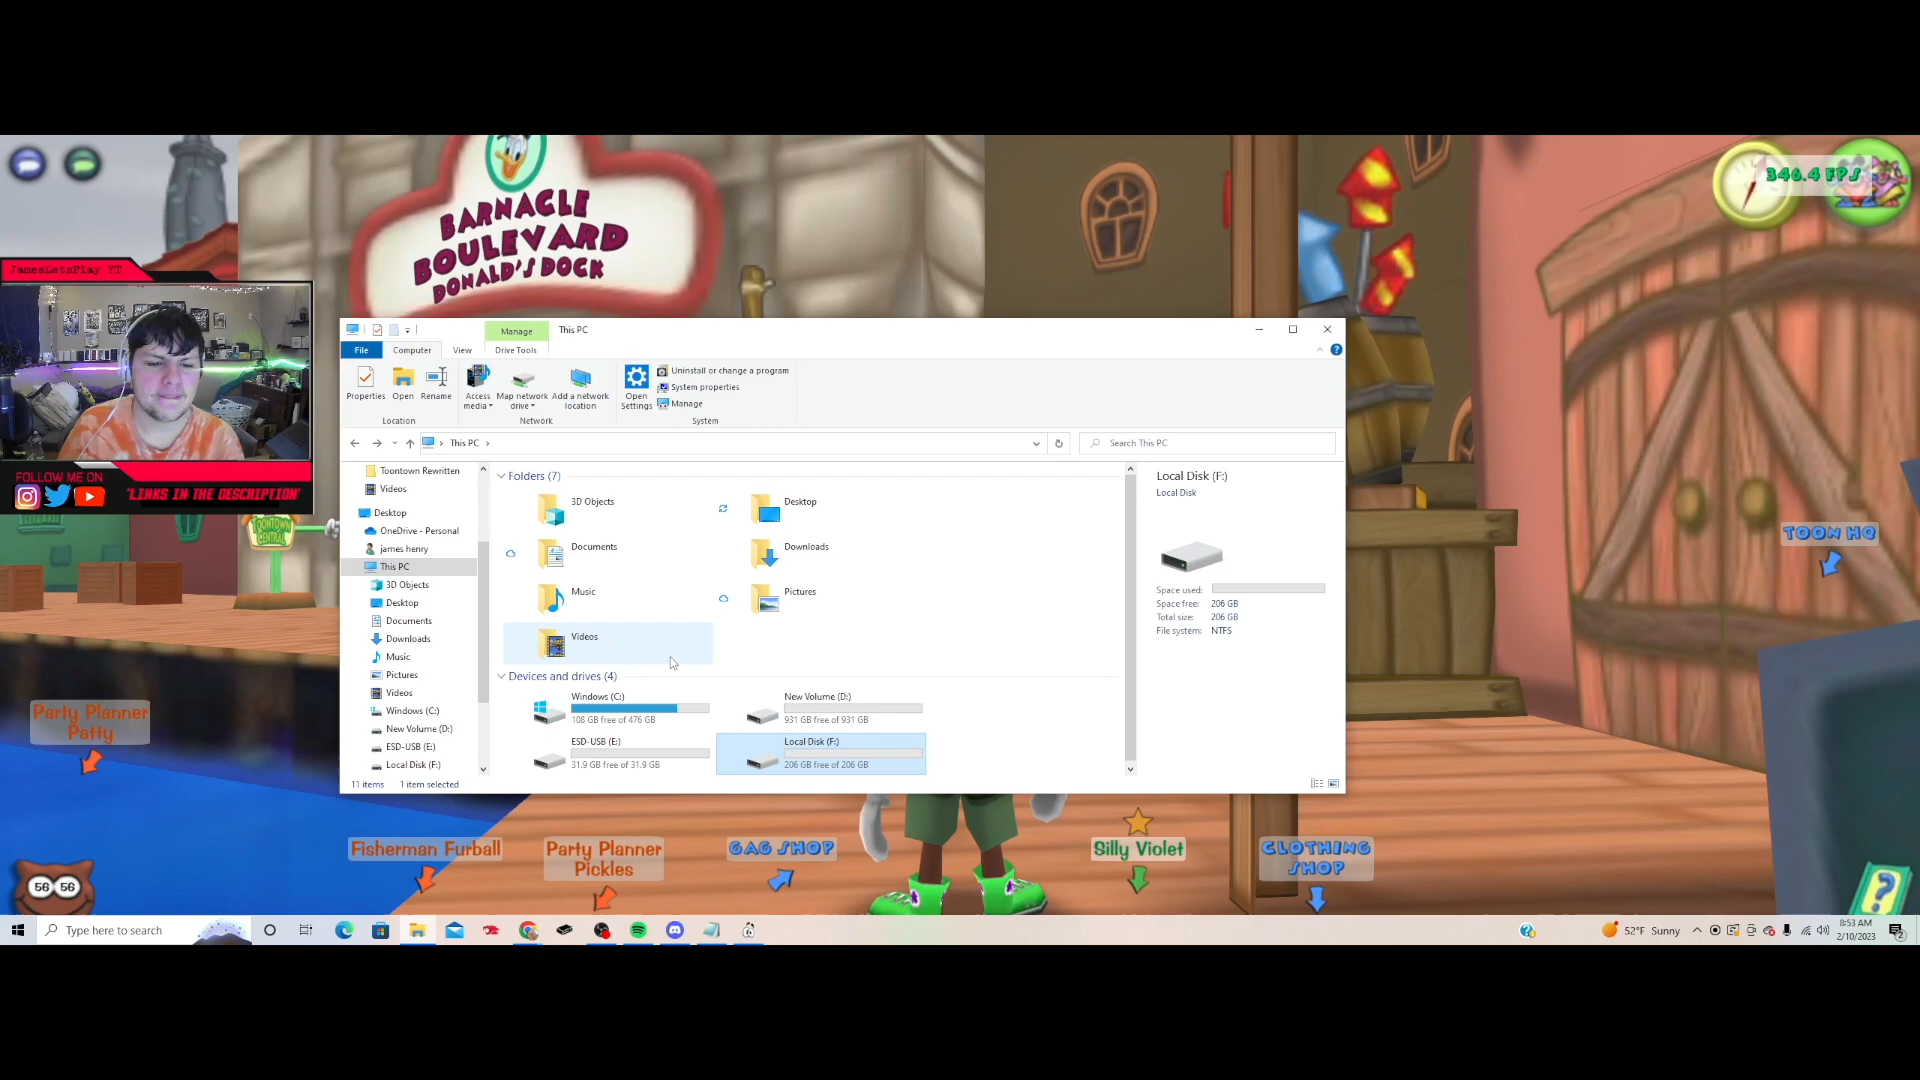 346.4 FPS
BARNACLE
BOULEVARD
DONALD'S DOCK
JamesLetsPlay YT
FOLLOW ME ON
"LINKS IN THE DESCRIPTION"
TOONTOWN
CENTRAL
TOON HQ
Party Planner
Patty
Manage
This PC
File
Computer
View
Drive Tools
Properties
Open
Rename
Access
media
Map network
drive
Add a network
location
Open
Settings
Uninstall or change a program
System properties
Manage
Location
Network
System
This PC
Search This PC
Toontown Rewritten
Videos
Desktop
OneDrive - Personal
james henry
This PC
3D Objects
Desktop
Documents
Downloads
Music
Pictures
Videos
Windows (C:)
New Volume (D:)
ESD-USB (E:)
Local Disk (F:)
Folders (7)
3D Objects
Desktop
Documents
Downloads
Music
Pictures
Videos
Devices and drives (4)
Windows (C:)
108 GB free of 476 GB
New Volume (D:)
931 GB free of 931 GB
ESD-USB (E:)
31.9 GB free of 31.9 GB
Local Disk (F:)
206 GB free of 206 GB
Local Disk (F:)
Local Disk
Space used:
Space free: 206 GB
Total size: 206 GB
File system: NTFS
11 items
1 item selected
Fisherman Furball
Party Planner
Pickles
GAG SHOP
Silly Violet
CLOTHING
SHOP
56 56
?
Type here to search
52°F Sunny
8:53 AM
2/10/2023
2